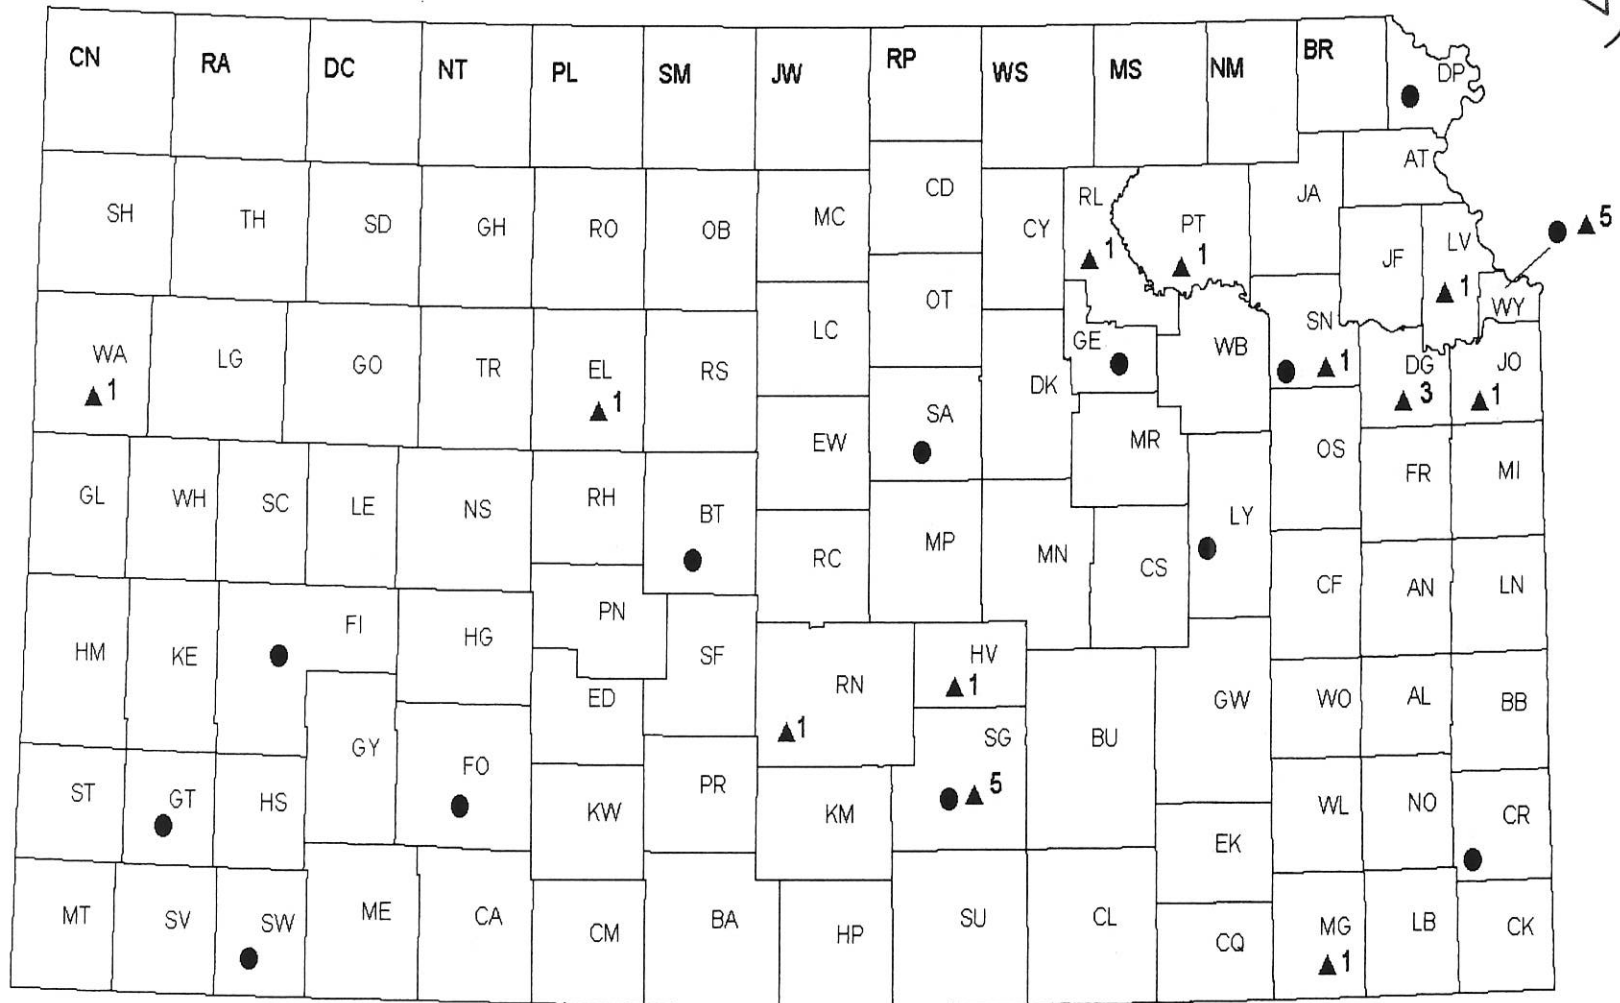 CN RA DC NT PL SM JW RP WS MS NM BR DP
SH TH SD GH RO OB MC CD CY RL 1 PT 1 JA AT
JF LV 1 5
WY
WA 1 LG GO TR EL 1 RS LC OT GE WB SN 1 DG 3 JO 1
SA DK
GL WH SC LE NS RH BT EW MR OS FR MI
RC MP MN CS LY CF AN LN
HM KE FI HG PN SF RN 1 HV 1 GW WO AL BB
ED
GY FO SG 5 BU
ST GT HS KW PR KM EK WL NO CR
MT SV SW ME CA CM BA HP SU CL CQ MG 1 LB CK